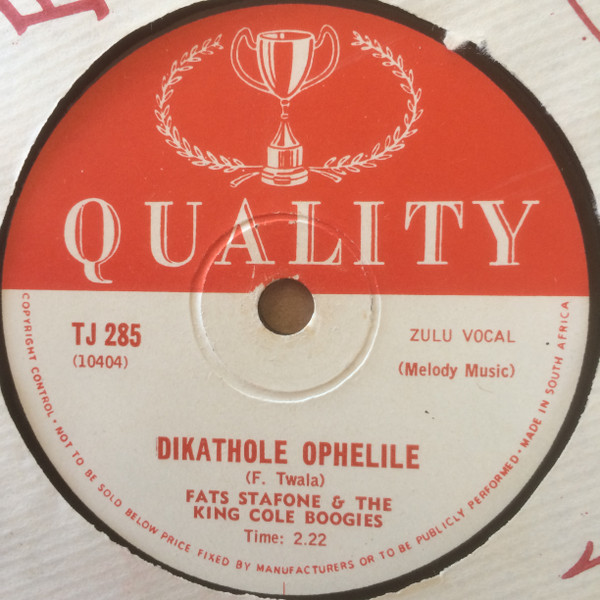 QUALITY
TJ 285
(10404)
ZULU VOCAL
(Melody Music)
DIKATHOLE OPHELILE
(F. Twala)
FATS STAFONE & THE
KING COLE BOOGIES
Time: 2.22
COPYRIGHT CONTROL · NOT TO BE SOLD BELOW PRICE FIXED BY MANUFACTURERS OR TO BE PUBLICLY PERFORMED · MADE IN SOUTH AFRICA